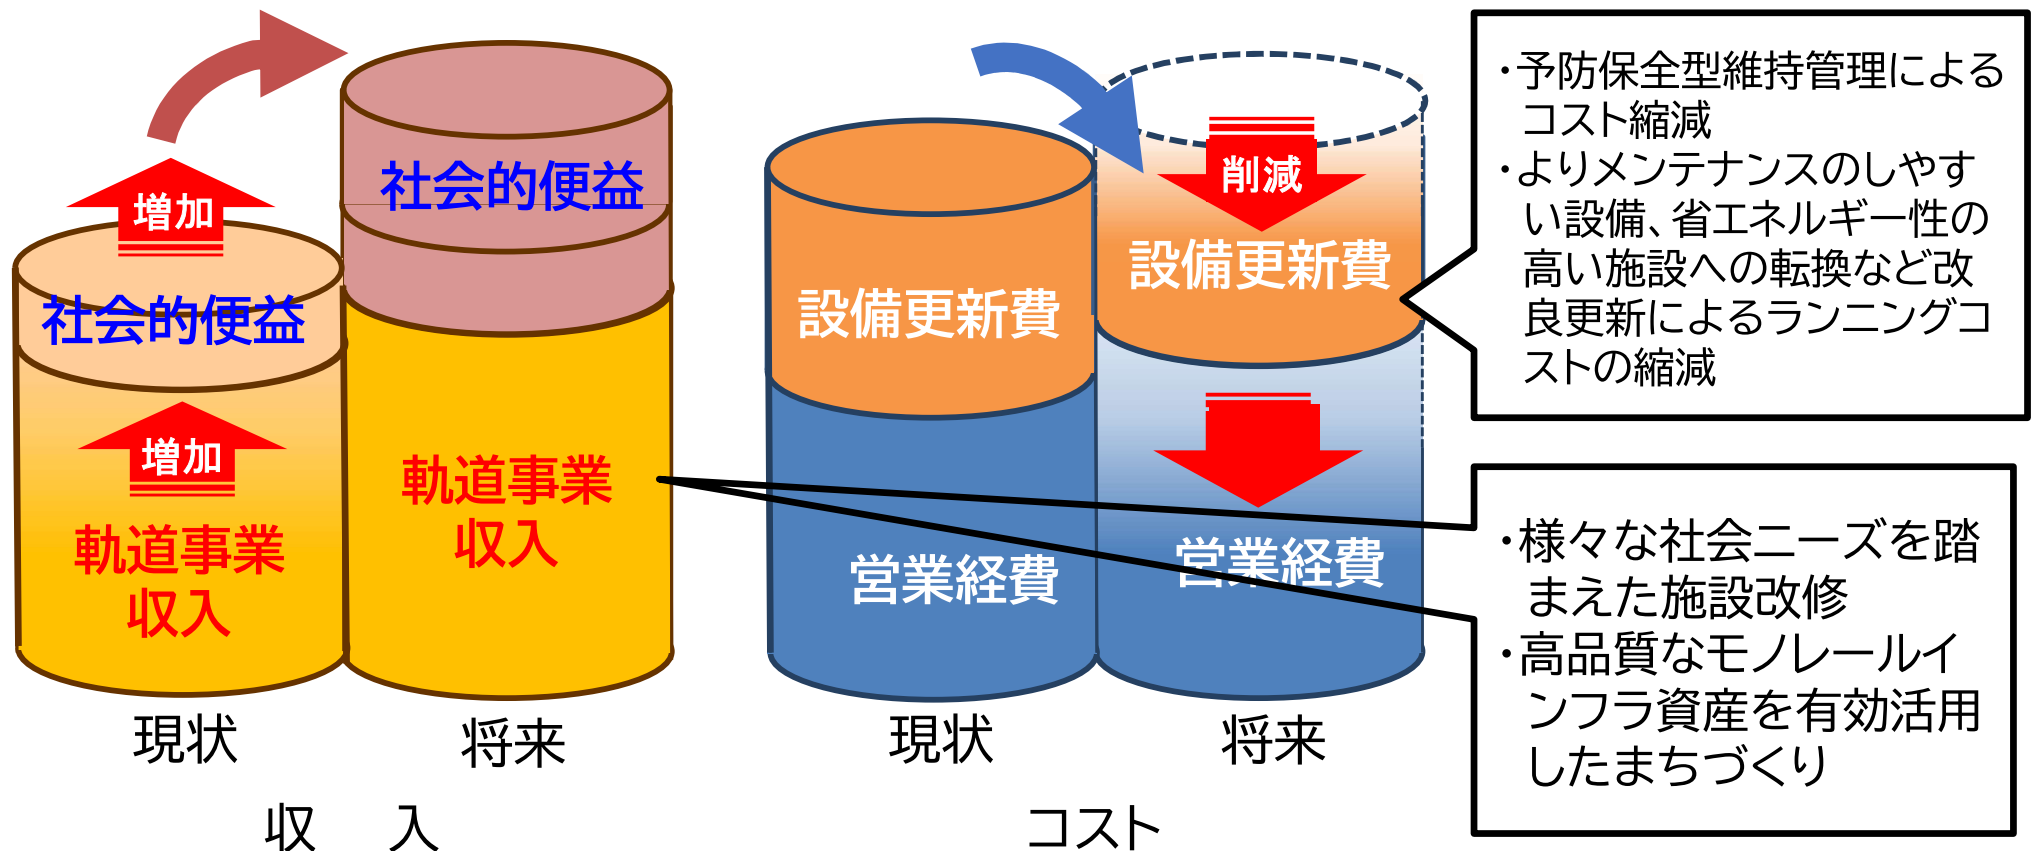 増加
社会的便益
増加
軌道事業
収入
現状
社会的便益
軌道事業
収入
将来
収　入
設備更新費
営業経費
現状
削減
設備更新費
営業経費
将来
コスト
・予防保全型維持管理による
コスト縮減
・よりメンテナンスのしやす
い設備、省エネルギー性の
高い施設への転換など改
良更新によるランニングコ
ストの縮減
・様々な社会ニーズを踏
まえた施設改修
・高品質なモノレールイ
ンフラ資産を有効活用
したまちづくり